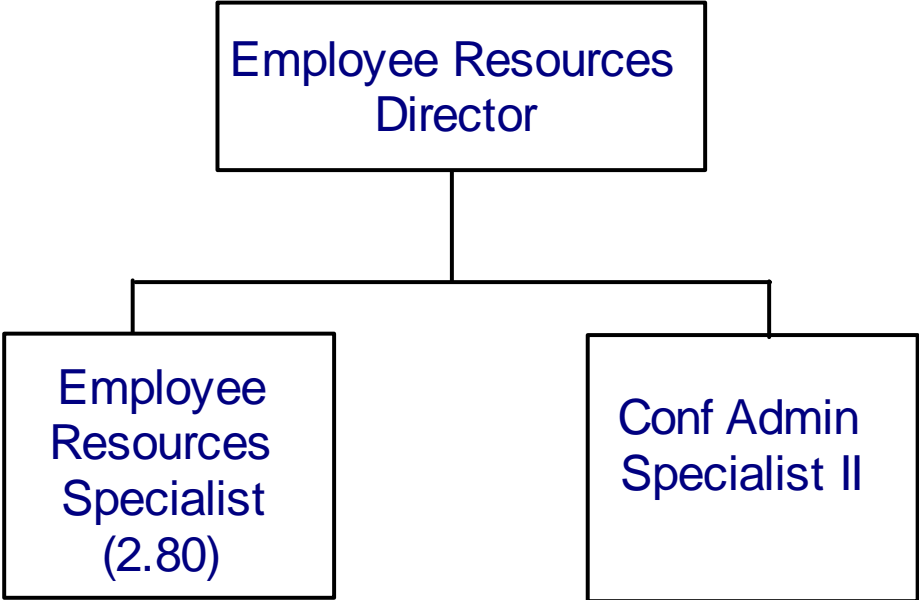 Employee Resources
Director
Employee
Resources
Specialist
(2.80)
Conf Admin
Specialist II